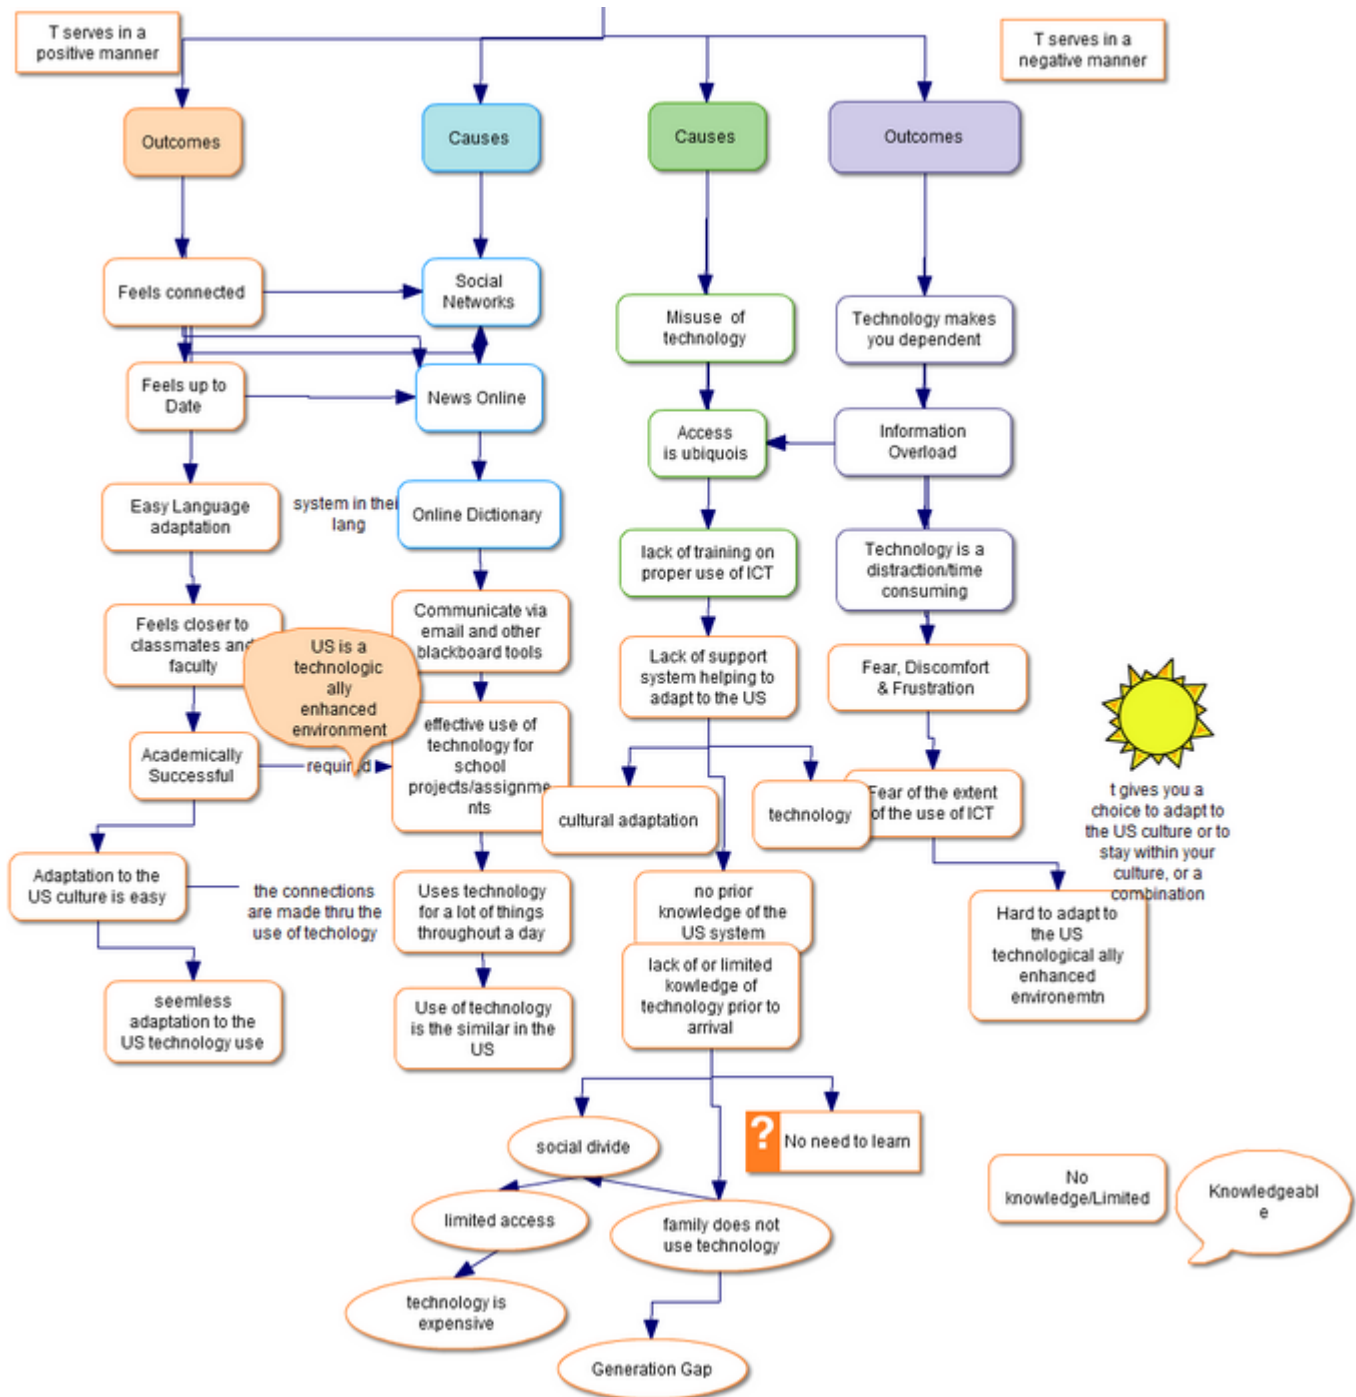 T serves in a
positive manner
T serves in a
negative manner
Outcomes
Causes
Causes
Outcomes
Feels connected
Social
Networks
Misuse of
technology
Technology makes
you dependent
Feels up to
Date
News Online
Access
is ubiquois
Information
Overload
Easy Language
adaptation
system in thei
lang
Online Dictionary
lack of training on
proper use of ICT
Technology is a
distraction/time
consuming
Feels closer to
classmates and
faculty
US is a
technologic
ally
enhanced
environment
Communicate via
email and other
blackboard tools
Lack of support
system helping to
adapt to the US
Fear, Discomfort
& Frustration
Academically
Successful
required
effective use of
technology for
school
projects/assignme
nts
cultural adaptation
technology
Fear of the extent
of the use of ICT
t gives you a
choice to adapt to
the US culture or to
stay within your
culture, or a
combination
Adaptation to the
US culture is easy
the connections
are made thru the
use of techology
Uses technology
for a lot of things
throughout a day
no prior
knowledge of the
US system
Hard to adapt to
the US
technological ally
enhanced
environemtn
lack of or limited
kowledge of
technology prior to
arrival
seemless
adaptation to the
US technology use
Use of technology
is the similar in the
US
social divide
?
No need to learn
limited access
family does not
use technology
No
knowledge/Limited
Knowledgeabl
e
technology is
expensive
Generation Gap